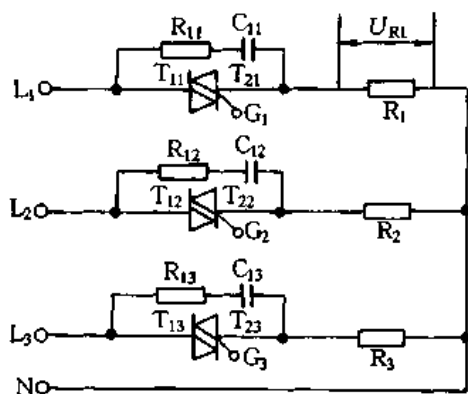 R₁₁ C₁₁ U_R1
L₁ T₁₁ T₂₁ G₁ R₁
R₁₂ C₁₂
L₂ T₁₂ T₂₂ G₂ R₂
R₁₃ C₁₃
L₃ T₁₃ T₂₃ G₃ R₃
N